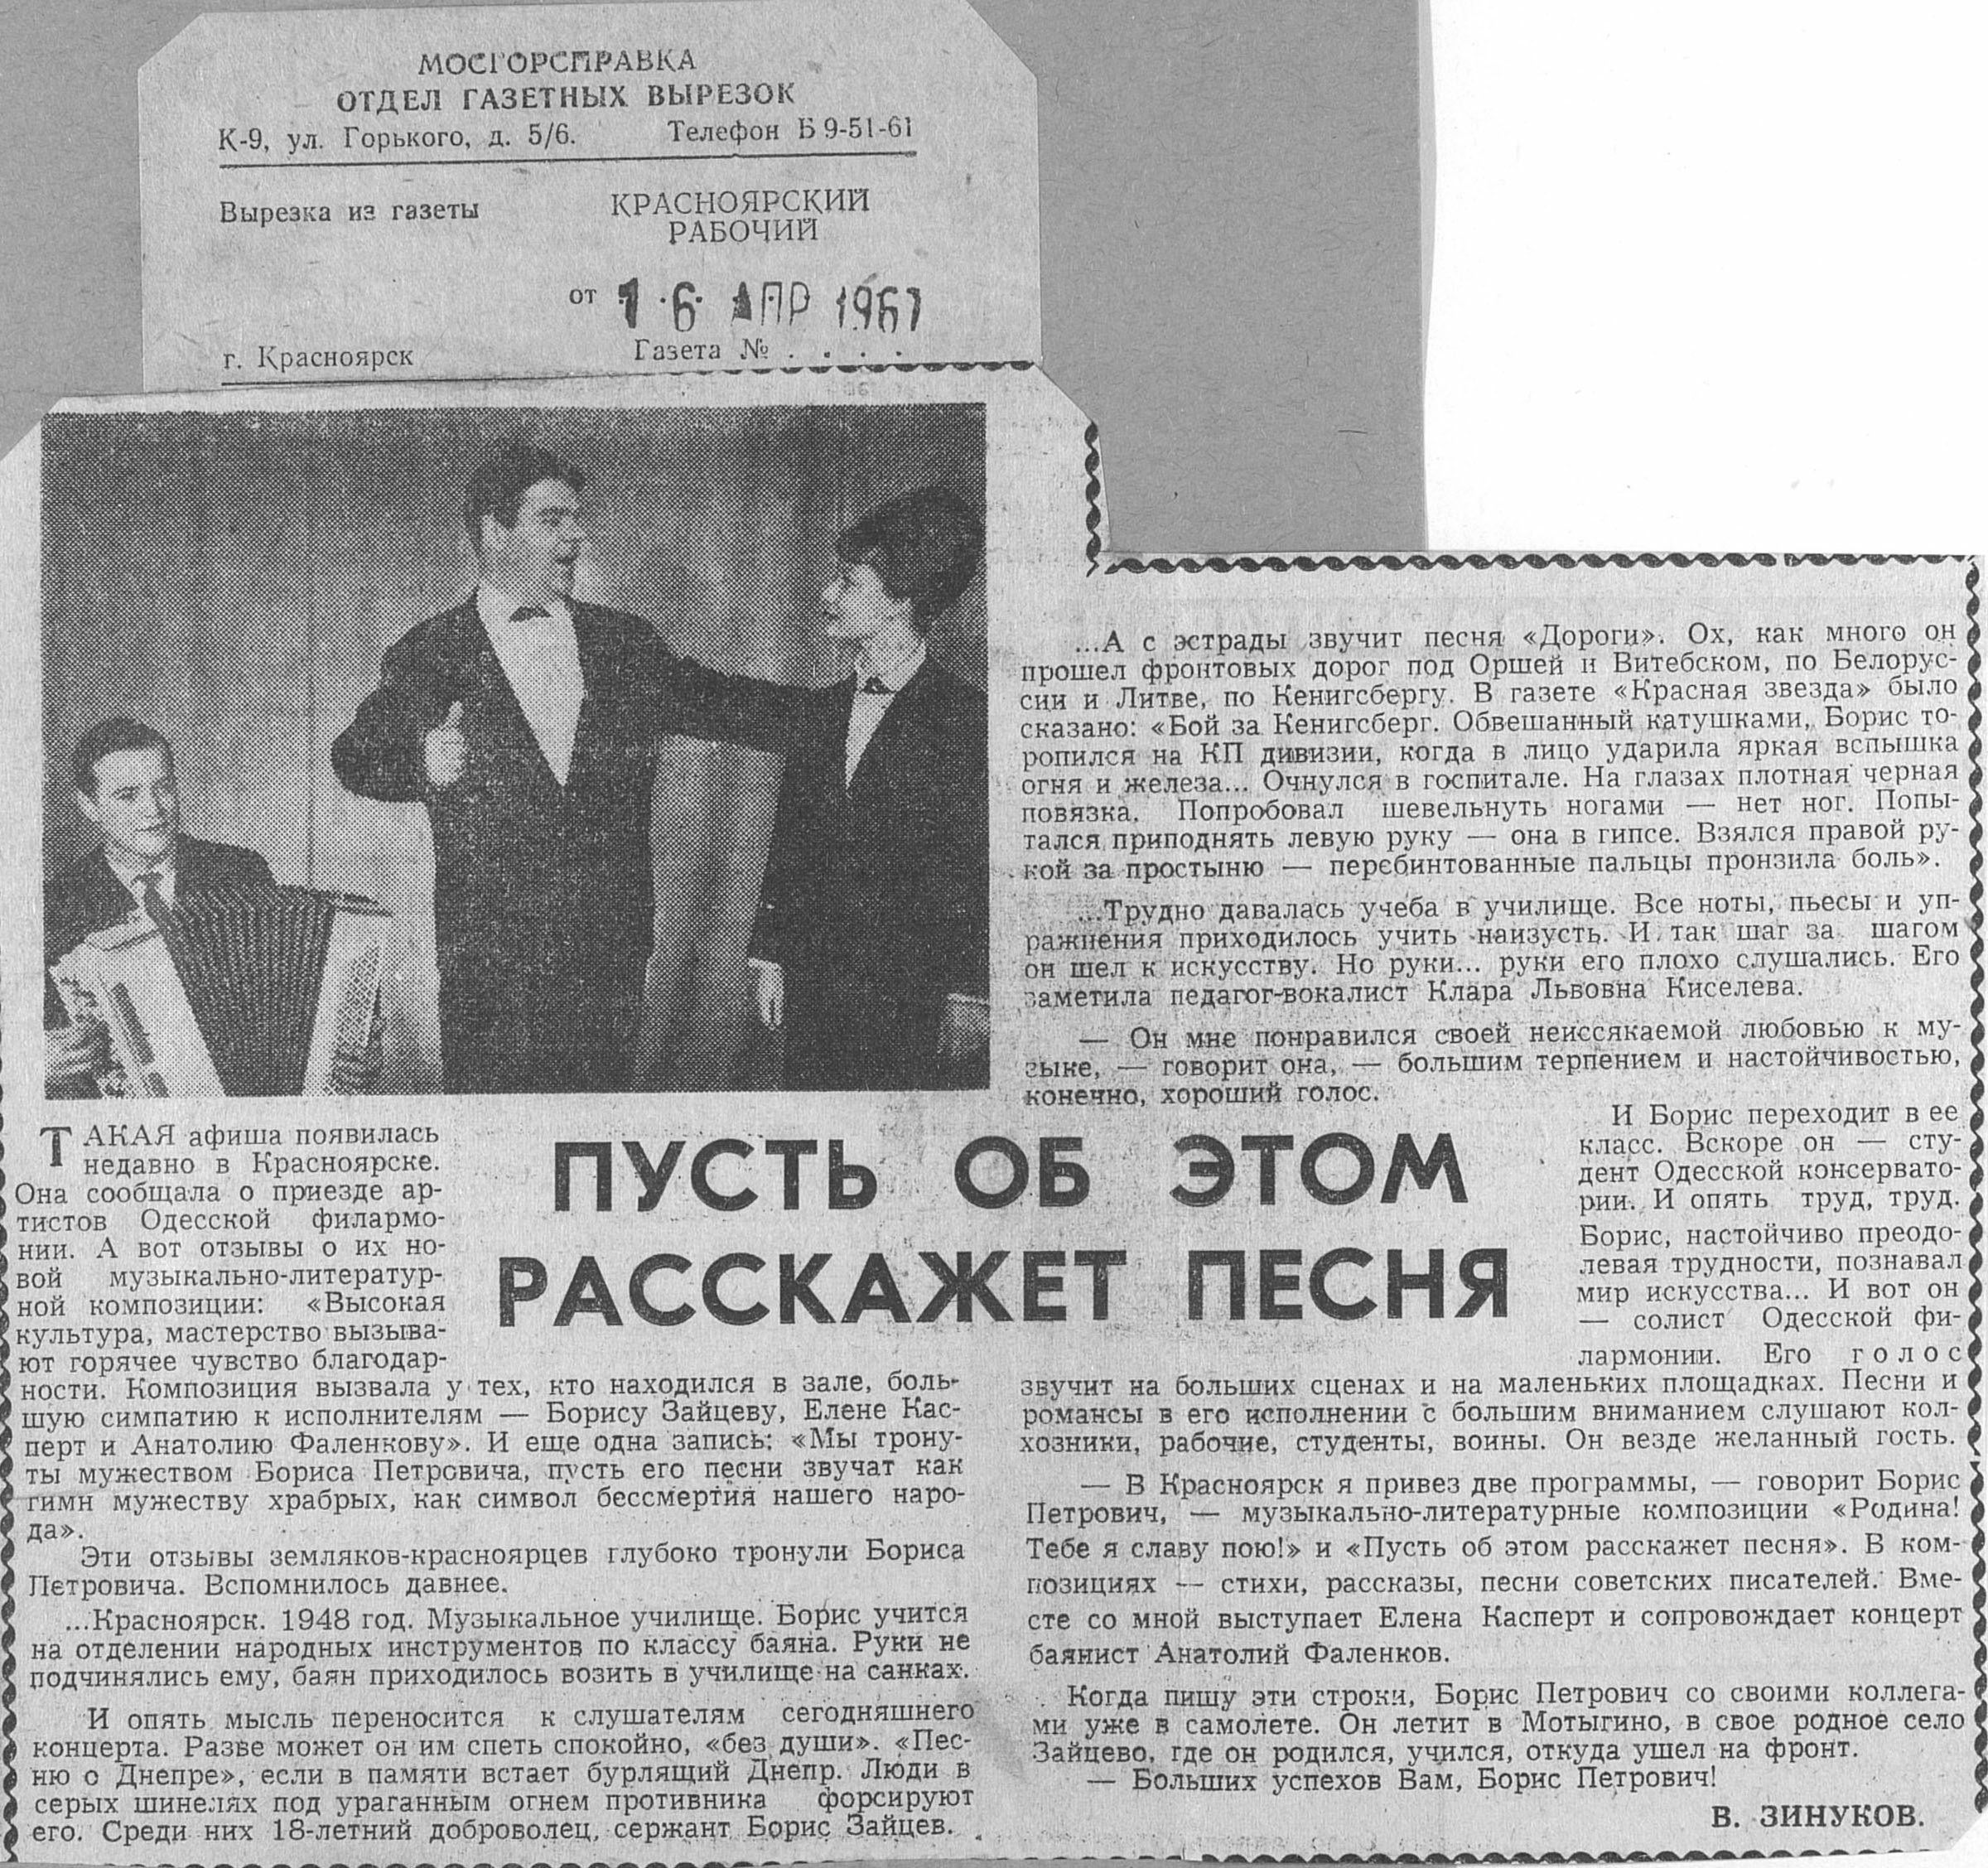 МОСГОРСПРАВКА
ОТДЕЛ ГАЗЕТНЫХ ВЫРЕЗОК
К-9, ул. Горького, д. 5/6. Телефон Б 9-51-61
Вырезка из газеты
КРАСНОЯРСКИЙ
РАБОЧИЙ
от 16 АПР 1967
г. Красноярск
Газета № . . . .
ПУСТЬ ОБ ЭТОМ
РАССКАЖЕТ ПЕСНЯ
ТАКАЯ афиша появилась
недавно в Красноярске.
Она сообщала о приезде ар-
тистов Одесской филармо-
нии. А вот отзывы о их но-
вой музыкально-литератур-
ной композиции: «Высокая
культура, мастерство вызыва-
ют горячее чувство благодар-
ности. Композиция вызвала у тех, кто находился в зале, боль-
шую симпатию к исполнителям — Борису Зайцеву, Елене Кас-
перт и Анатолию Фаленкову». И еще одна запись: «Мы трону-
ты мужеством Бориса Петровича, пусть его песни звучат как
гимн мужеству храбрых, как символ бессмертия нашего наро-
да».
Эти отзывы земляков-красноярцев глубоко тронули Бориса
Петровича. Вспомнилось давнее.
...Красноярск. 1948 год. Музыкальное училище. Борис учится
на отделении народных инструментов по классу баяна. Руки не
подчинялись ему, баян приходилось возить в училище на санках.
И опять мысль переносится к слушателям сегодняшнего
концерта. Разве может он им спеть спокойно, «без души». «Пес-
ню о Днепре», если в памяти встает бурлящий Днепр. Люди в
серых шинелях под ураганным огнем противника форсируют
его. Среди них 18-летний доброволец, сержант Борис Зайцев.
...А с эстрады звучит песня «Дороги». Ох, как много он
прошел фронтовых дорог под Оршей и Витебском, по Белорус-
сии и Литве, по Кенигсбергу. В газете «Красная звезда» было
сказано: «Бой за Кенигсберг. Обвешанный катушками, Борис то-
ропился на КП дивизии, когда в лицо ударила яркая вспышка
огня и железа... Очнулся в госпитале. На глазах плотная черная
повязка. Попробовал шевельнуть ногами — нет ног. Попы-
тался приподнять левую руку — она в гипсе. Взялся правой ру-
кой за простыню — перебинтованные пальцы пронзила боль».
...Трудно давалась учеба в училище. Все ноты, пьесы и уп-
ражнения приходилось учить наизусть. И так шаг за шагом
он шел к искусству. Но руки... руки его плохо слушались. Его
заметила педагог-вокалист Клара Львовна Киселева.
— Он мне понравился своей неиссякаемой любовью к му-
зыке, — говорит она, — большим терпением и настойчивостью,
конечно, хороший голос.
И Борис переходит в ее
класс. Вскоре он — сту-
дент Одесской консервато-
рии. И опять труд, труд.
Борис, настойчиво преодо-
левая трудности, познавал
мир искусства... И вот он
— солист Одесской фи-
лармонии. Его голос
звучит на больших сценах и на маленьких площадках. Песни и
романсы в его исполнении с большим вниманием слушают кол-
хозники, рабочие, студенты, воины. Он везде желанный гость.
— В Красноярск я привез две программы, — говорит Борис
Петрович, — музыкально-литературные композиции «Родина!
Тебе я славу пою!» и «Пусть об этом расскажет песня». В ком-
позициях — стихи, рассказы, песни советских писателей. Вме-
сте со мной выступает Елена Касперт и сопровождает концерт
баянист Анатолий Фаленков.
Когда пишу эти строки, Борис Петрович со своими коллега-
ми уже в самолете. Он летит в Мотыгино, в свое родное село
Зайцево, где он родился, учился, откуда ушел на фронт.
— Больших успехов Вам, Борис Петрович!
В. ЗИНУКОВ.